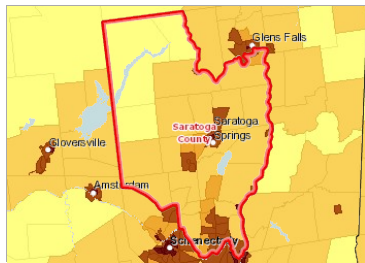 Glens Falls
Saratoga
Saratoga
Springs
County
Gloversville
Amsterdam
Schenectady